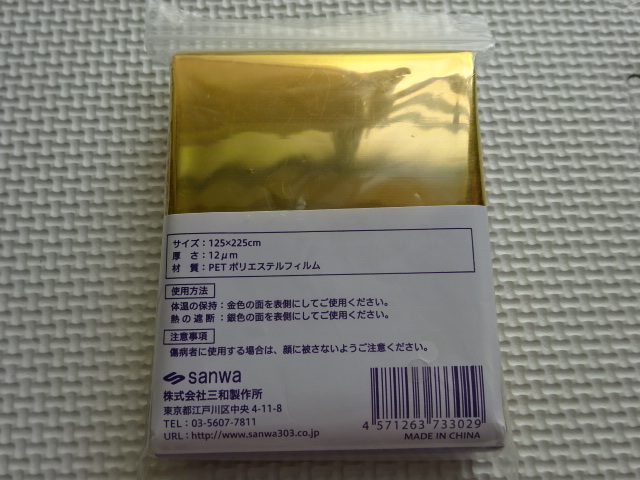 サイズ：125×225cm
厚　さ：12μm
材　質：PETポリエステルフィルム
使用方法
体温の保持：金色の面を表側にしてご使用ください。
熱の遮断：銀色の面を表側にしてご使用ください。
注意事項
傷病者に使用する場合は、顔に被さないようご注意ください。
sanwa
株式会社三和製作所
東京都江戸川区中央4-11-8
TEL：03-5607-7811
URL：http://www.sanwa303.co.jp
4 571263 733029
MADE IN CHINA